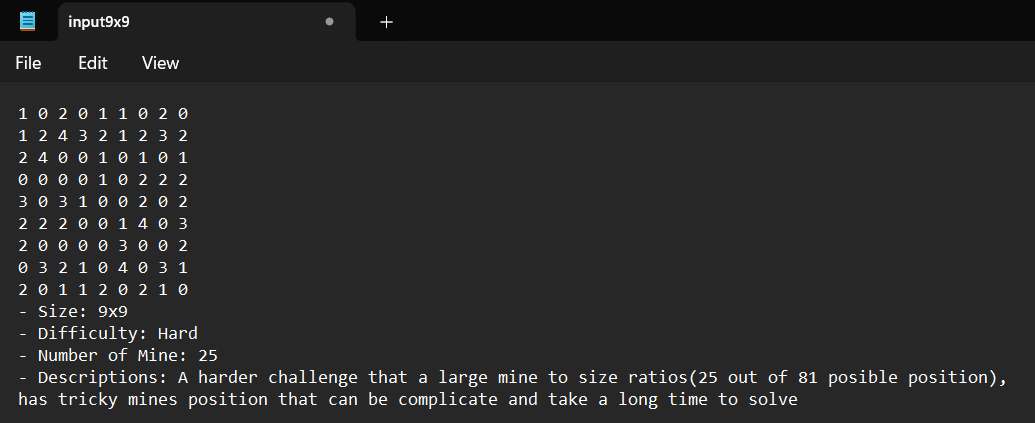 input9x9
File Edit View
1 0 2 0 1 1 0 2 0
1 2 4 3 2 1 2 3 2
2 4 0 0 1 0 1 0 1
0 0 0 0 1 0 2 2 2
3 0 3 1 0 0 2 0 2
2 2 2 0 0 1 4 0 3
2 0 0 0 0 3 0 0 2
0 3 2 1 0 4 0 3 1
2 0 1 1 2 0 2 1 0
- Size: 9x9
- Difficulty: Hard
- Number of Mine: 25
- Descriptions: A harder challenge that a large mine to size ratios(25 out of 81 posible position),
has tricky mines position that can be complicate and take a long time to solve